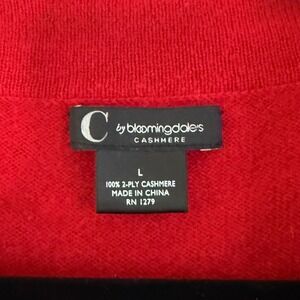 C by bloomingdale's
CASHMERE
L
100% 2-PLY CASHMERE
MADE IN CHINA
RN 1279